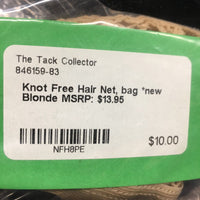 The Tack Collector
846159-83
Knot Free Hair Net, bag *new
Blonde MSRP: $13.95
NFH8PE
$10.00